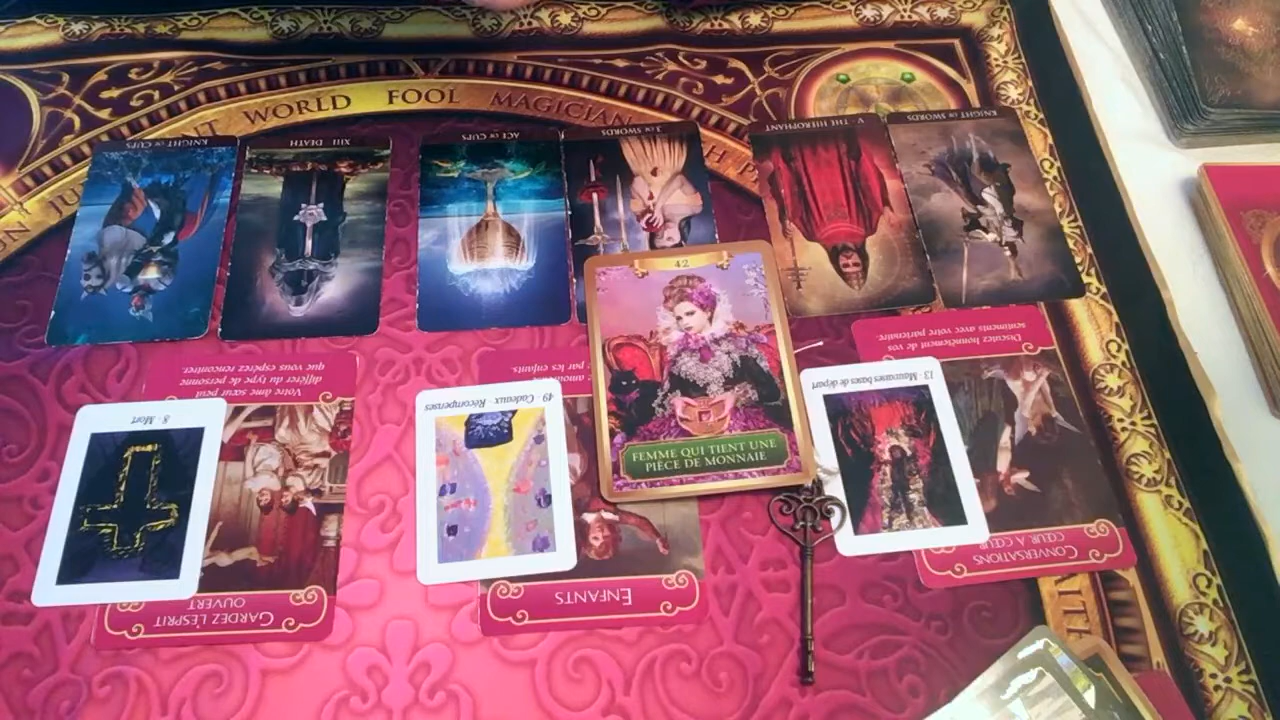 WORLD FOOL MAGICIAN
KNIGHT OF CUPS
XIII DEATH
ACE OF CUPS
3 OF SWORDS
V - THE HIEROPHANT
KNIGHT OF SWORDS
42
FEMME QUI TIENT UNE
PIÈCE DE MONNAIE
Votre âme sœur peut
différer du type de personne
que vous espérez rencontrer.
8 - Mort
GARDEZ L'ESPRIT
OUVERT
par les enfants.
49 - Cadeaux - Récompenses
ENFANTS
Discutez honnêtement de vos
sentiments avec votre partenaire.
13 - Mauvaises bases de départ
CONVERSATIONS
CŒUR À CŒUR